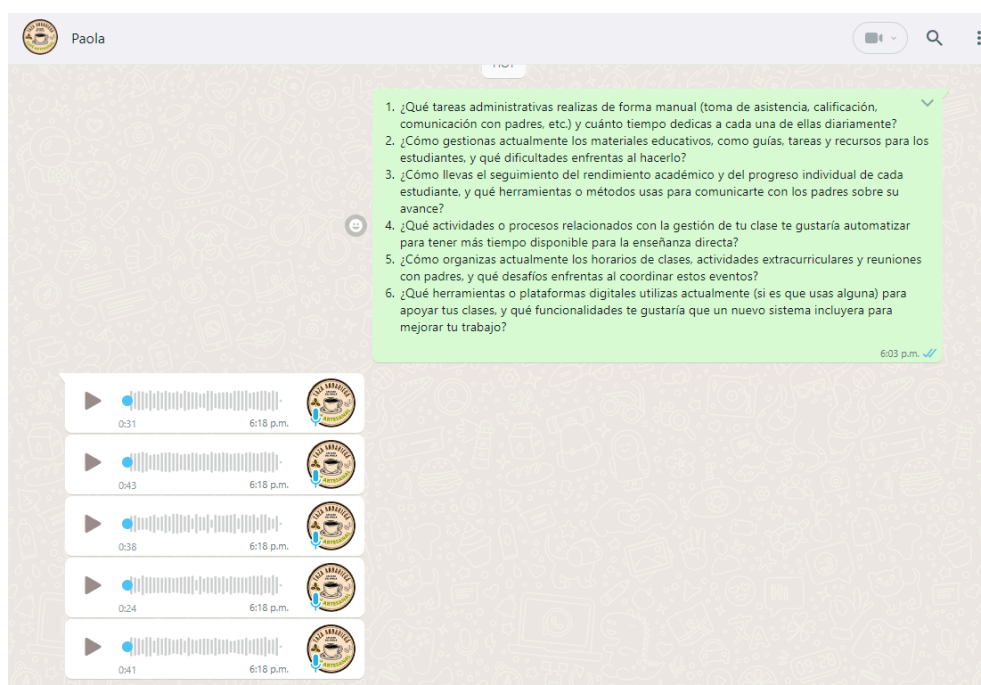 Paola
HOY
1. ¿Qué tareas administrativas realizas de forma manual (toma de asistencia, calificación,
comunicación con padres, etc.) y cuánto tiempo dedicas a cada una de ellas diariamente?
2. ¿Cómo gestionas actualmente los materiales educativos, como guías, tareas y recursos para los
estudiantes, y qué dificultades enfrentas al hacerlo?
3. ¿Cómo llevas el seguimiento del rendimiento académico y del progreso individual de cada
estudiante, y qué herramientas o métodos usas para comunicarte con los padres sobre su
avance?
4. ¿Qué actividades o procesos relacionados con la gestión de tu clase te gustaría automatizar
para tener más tiempo disponible para la enseñanza directa?
5. ¿Cómo organizas actualmente los horarios de clases, actividades extracurriculares y reuniones
con padres, y qué desafíos enfrentas al coordinar estos eventos?
6. ¿Qué herramientas o plataformas digitales utilizas actualmente (si es que usas alguna) para
apoyar tus clases, y qué funcionalidades te gustaría que un nuevo sistema incluyera para
mejorar tu trabajo?
6:03 p.m.
0:31 6:18 p.m.
0:43 6:18 p.m.
0:38 6:18 p.m.
0:24 6:18 p.m.
0:41 6:18 p.m.